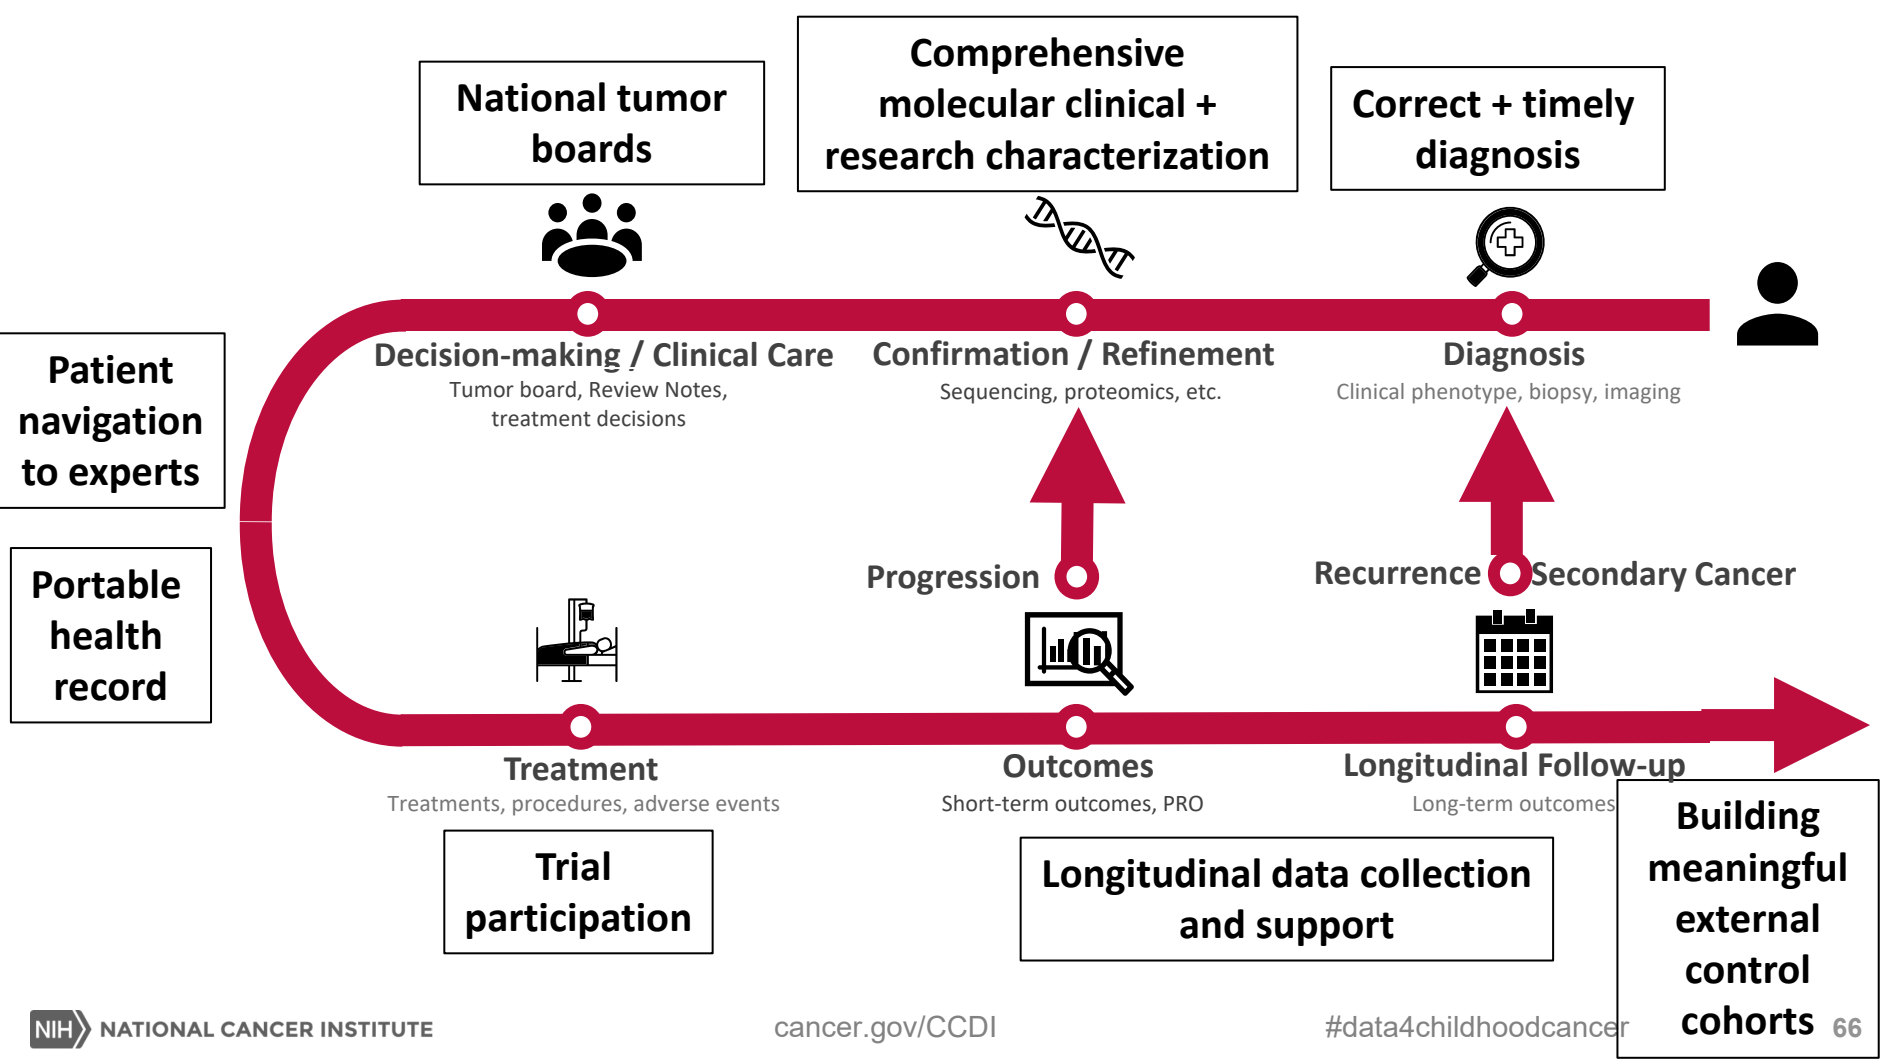 National tumor
boards
Comprehensive
molecular clinical +
research characterization
Correct + timely
diagnosis
Decision-making / Clinical Care
Tumor board, Review Notes,
treatment decisions
Confirmation / Refinement
Sequencing, proteomics, etc.
Diagnosis
Clinical phenotype, biopsy, imaging
Patient
navigation
to experts
Portable
health
record
Progression
Recurrence
Secondary Cancer
Treatment
Treatments, procedures, adverse events
Outcomes
Short-term outcomes, PRO
Longitudinal Follow-up
Long-term outcomes
Trial
participation
Longitudinal data collection
and support
Building
meaningful
external
control
cohorts
NIH NATIONAL CANCER INSTITUTE
cancer.gov/CCDI
#data4childhoodcancer
66